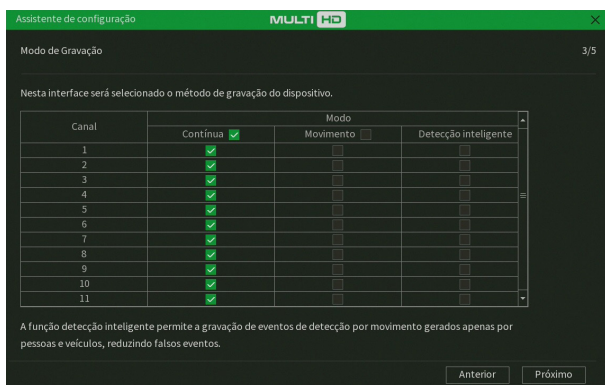 Assistente de configuração
MULTI HD
Modo de Gravação
3/5
Nesta interface será selecionado o método de gravação do dispositivo.
Canal
Modo
Contínua
Movimento
Detecção inteligente
1
2
3
4
5
6
7
8
9
10
11
A função detecção inteligente permite a gravação de eventos de detecção por movimento gerados apenas por
pessoas e veículos, reduzindo falsos eventos.
Anterior
Próximo